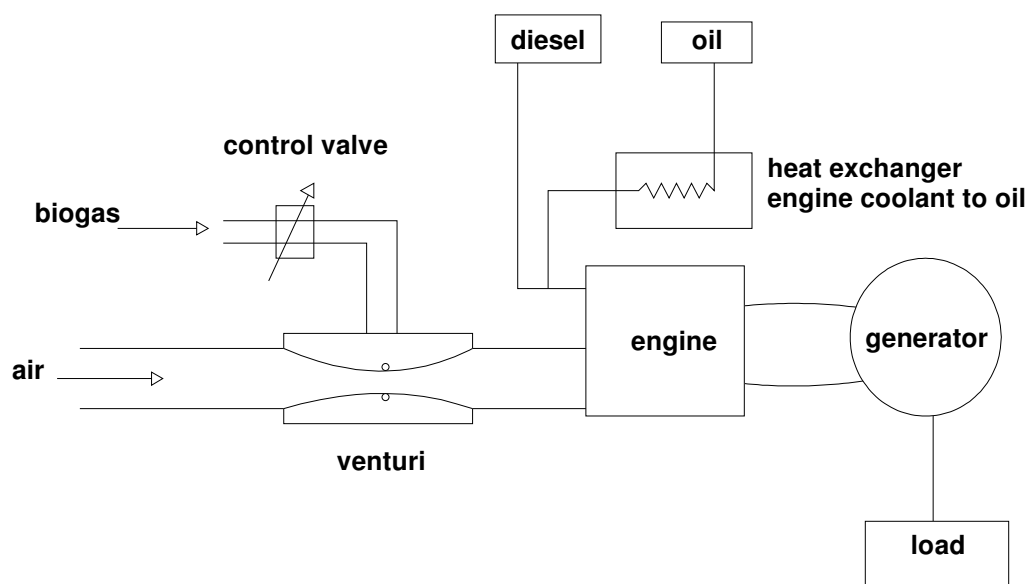 diesel
oil
control valve
heat exchanger
engine coolant to oil
biogas
engine
generator
air
venturi
load